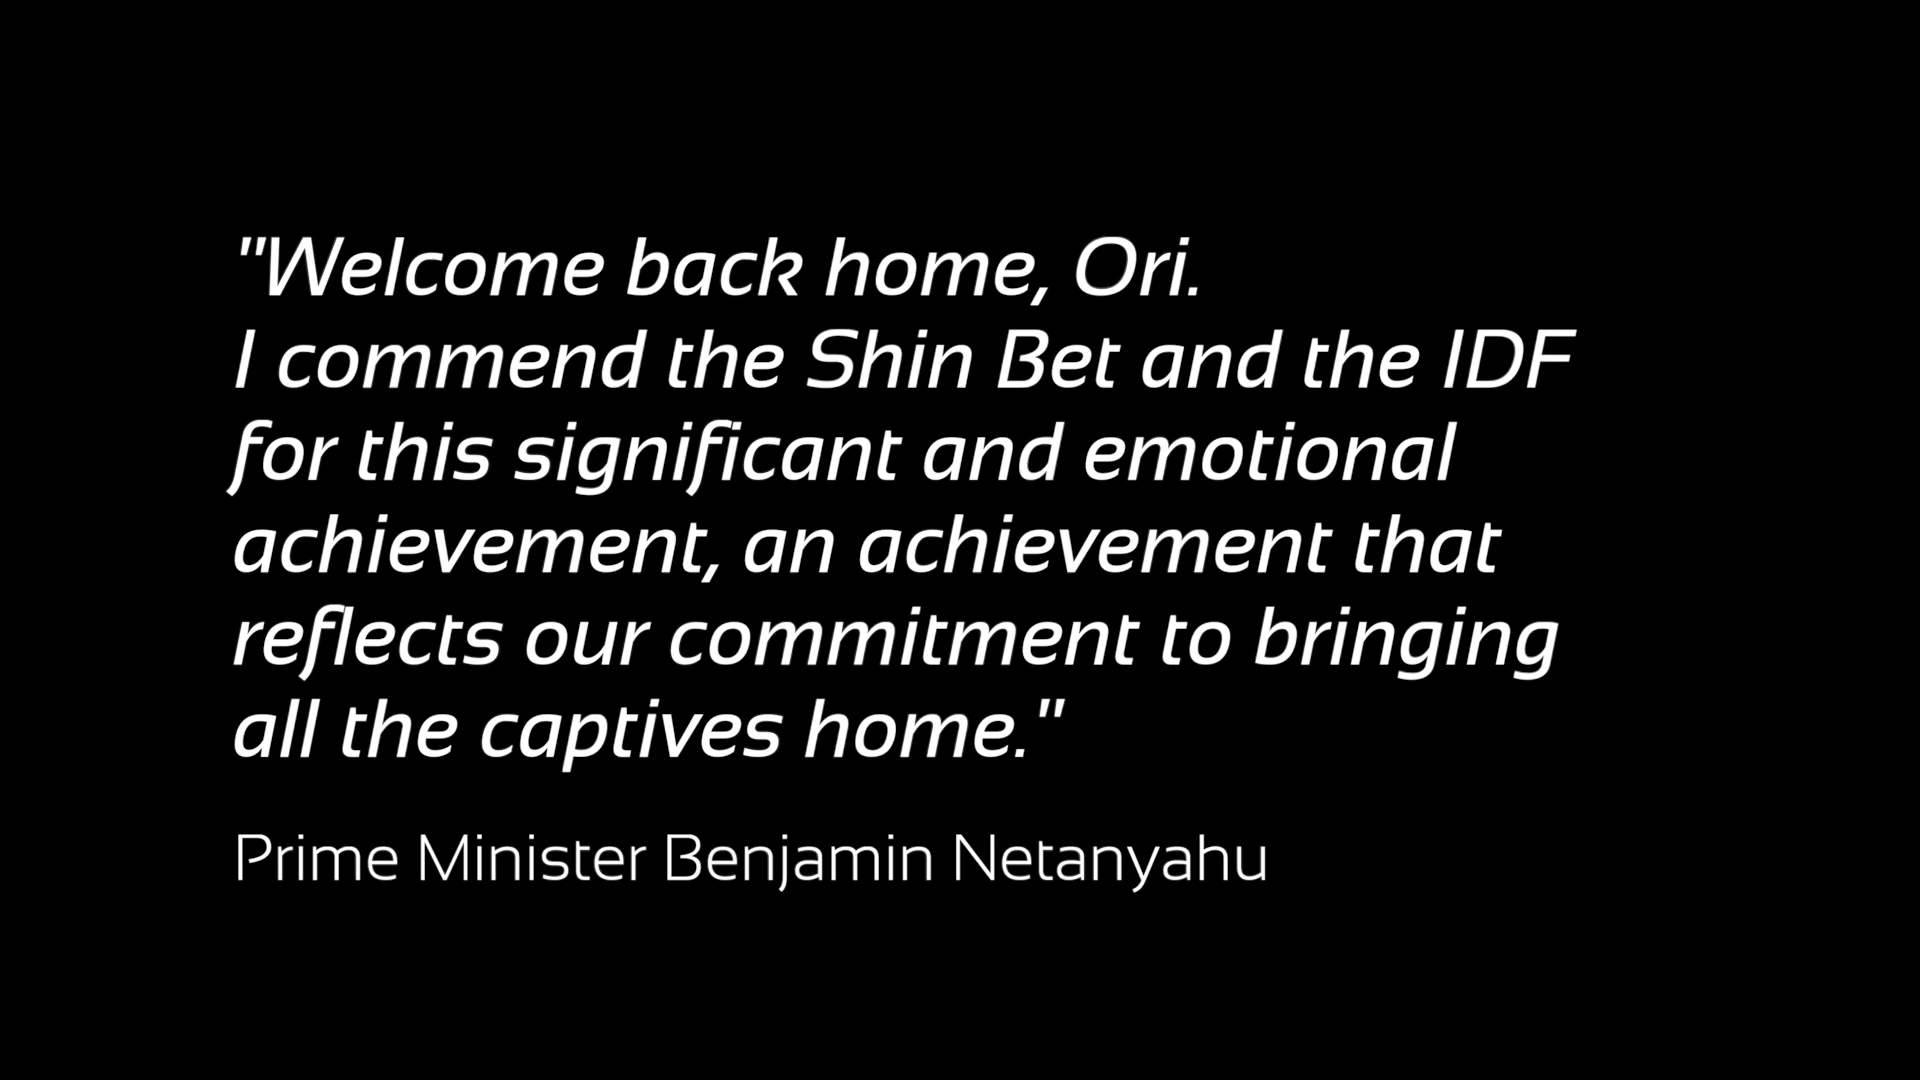 "Welcome back home, Ori.
I commend the Shin Bet and the IDF
for this significant and emotional
achievement, an achievement that
reflects our commitment to bringing
all the captives home."
Prime Minister Benjamin Netanyahu